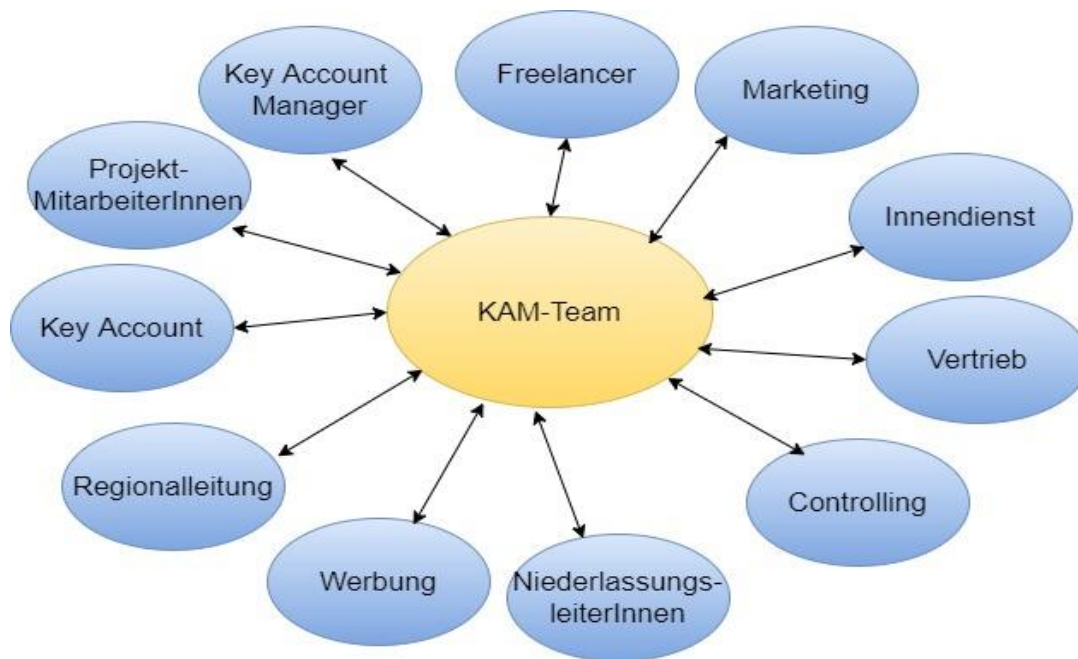 Key Account
Manager
Freelancer
Marketing
Projekt-
MitarbeiterInnen
Innendienst
Key Account
KAM-Team
Vertrieb
Regionalleitung
Controlling
Werbung
Niederlassungs-
leiterInnen